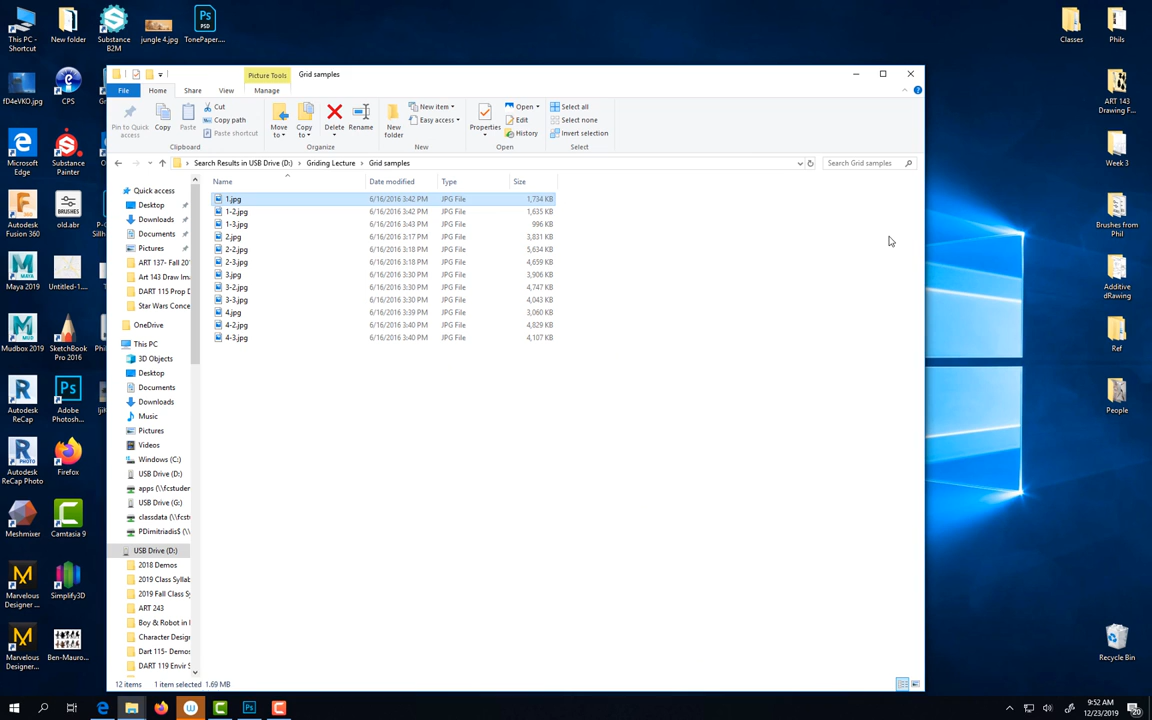 This PC - Shortcut
New folder
Substance B2M
jungle 4.jpg
TonePaper....
Classes
Phils
Picture Tools
Grid samples
File
Home
Share
View
Manage
Pin to Quick access
Copy
Paste
Cut
Copy path
Paste shortcut
Clipboard
Move to
Copy to
Delete
Rename
Organize
New folder
New item
Easy access
New
Properties
Open
Edit
History
Open
Select all
Select none
Invert selection
Select
Search Results in USB Drive (D:)
Griding Lecture
Grid samples
Search Grid samples
Name
Date modified
Type
Size
1.jpg 6/16/2016 3:42 PM JPG File 1,734 KB
1-2.jpg 6/16/2016 3:42 PM JPG File 1,635 KB
1-3.jpg 6/16/2016 3:43 PM JPG File 996 KB
2.jpg 6/16/2016 3:17 PM JPG File 3,831 KB
2-2.jpg 6/16/2016 3:18 PM JPG File 5,634 KB
2-3.jpg 6/16/2016 3:18 PM JPG File 4,659 KB
3.jpg 6/16/2016 3:30 PM JPG File 3,906 KB
3-2.jpg 6/16/2016 3:30 PM JPG File 4,747 KB
3-3.jpg 6/16/2016 3:30 PM JPG File 4,043 KB
4.jpg 6/16/2016 3:39 PM JPG File 3,060 KB
4-2.jpg 6/16/2016 3:40 PM JPG File 4,829 KB
4-3.jpg 6/16/2016 3:40 PM JPG File 4,107 KB
Quick access
Desktop
Downloads
Documents
Pictures
ART 137- Fall 20
Art 143 Draw Im
DART 115 Prop D
Star Wars Conce
OneDrive
This PC
3D Objects
Desktop
Documents
Downloads
Music
Pictures
Videos
Windows (C:)
USB Drive (D:)
apps (\\fcstuden
USB Drive (G:)
classdata (\\fcst
PDimitriadis$ (\\
USB Drive (D:)
2018 Demos
2019 Class Syllab
2019 Fall Class Sy
ART 243
Boy & Robot in
Character Design
Dart 115- Demos
DART 119 Envir S
12 items
1 item selected 1.69 MB
fD4eVKO.jpg
CPS
Microsoft Edge
Substance Painter
Autodesk Fusion 360
old.abr
BRUSHES
Maya 2019
Untitled-1....
Mudbox 2019
SketchBook Pro 2016
Autodesk ReCap
Adobe Photosh...
Autodesk ReCap Photo
Firefox
Meshmixer
Camtasia 9
Marvelous Designer ...
Simplify3D
Marvelous Designer...
Ben-Mauro...
ART 143 Drawing F...
Week 3
Brushes from Phil
Additive dRawing
Ref
People
Recycle Bin
9:52 AM
12/23/2019
20